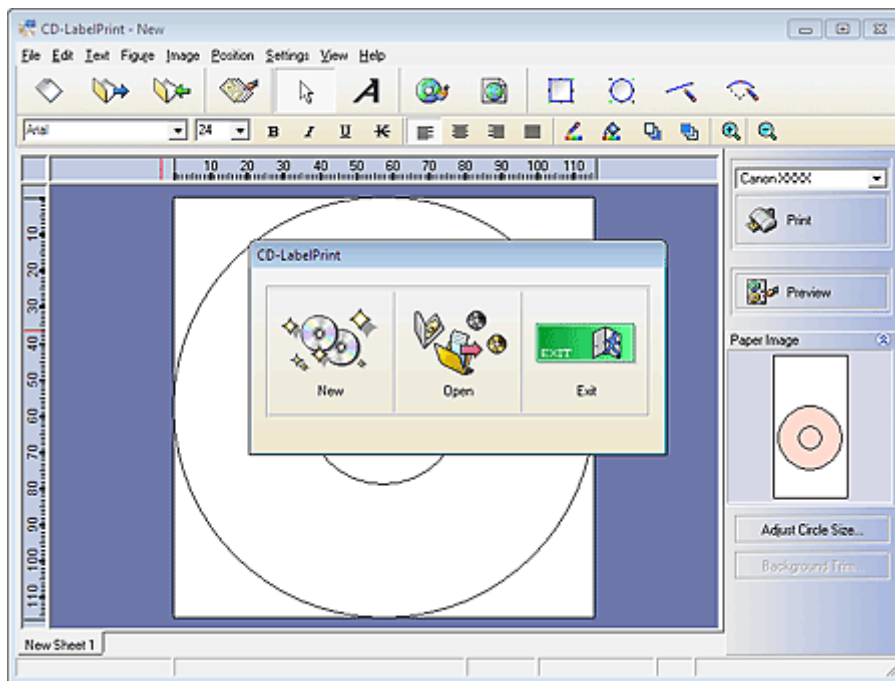 CD-LabelPrint - New
File Edit Text Figure Image Position Settings View Help
Arial 24 B I U K
10 20 30 40 50 60 70 80 90 100 110
Canon XXXX
Print
Preview
Paper Image
Adjust Circle Size...
Background Trim...
CD-LabelPrint
New Open EXIT Exit
10
20
30
40
50
60
70
80
90
100
110
New Sheet 1